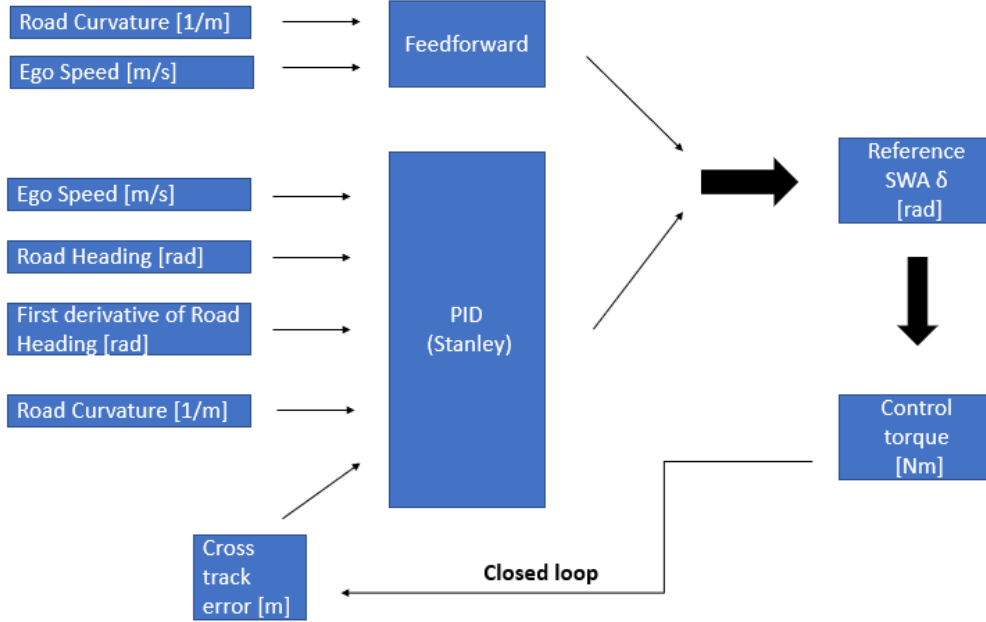 Road Curvature [1/m]
Ego Speed [m/s]
Feedforward
Ego Speed [m/s]
Road Heading [rad]
First derivative of Road
Heading [rad]
Road Curvature [1/m]
Cross
track
error [m]
PID
(Stanley)
Reference
SWA δ
[rad]
Control
torque
[Nm]
Closed loop